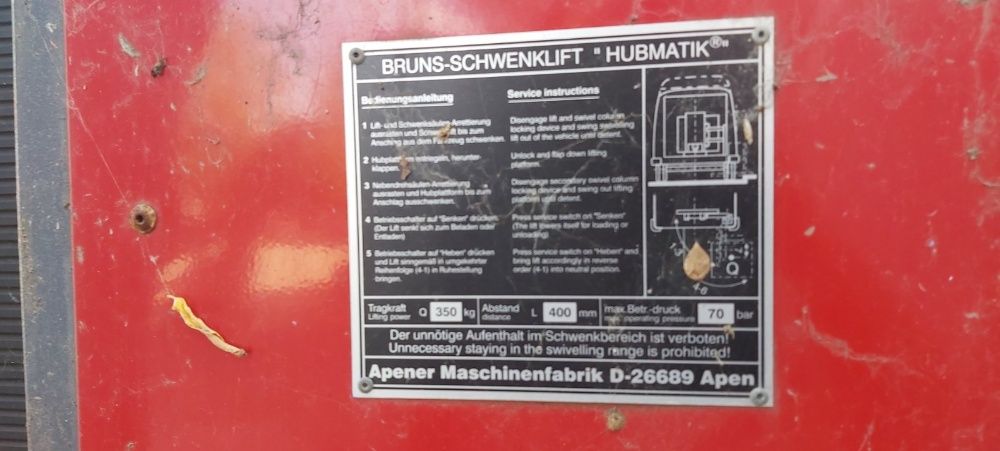 BRUNS-SCHWENKLIFT "HUBMATIK®"
Bedienungsanleitung
1 Lift- und Schwenksäulen-Arretierung
ausrasten und Schwenklift bis zum
Anschlag aus dem Fahrzeug schwenken.
2 Hubplattform entriegeln, herunter-
klappen.
3 Nebendrehsäulen-Arretierung
ausrasten und Hubplattform bis zum
Anschlag ausschwenken.
4 Betriebsschalter auf "Senken" drücken.
(Der Lift senkt sich zum Beladen oder
Entladen)
5 Betriebsschalter auf "Heben" drücken
und Lift sinngemäß in umgekehrter
Reihenfolge (4-1) in Ruhestellung
bringen.
Service instructions
Disengage lift and swivel column
locking device and swing swivelling
lift out of the vehicle until detent.
Unlock and flap down lifting
platform.
Disengage secondary swivel column
locking device and swing out lifting
platform until detent.
Press service switch on "Senken"
(The lift lowers itself for loading or
unloading)
Press service switch on "Heben" and
bring lift accordingly in reverse
order (4-1) into neutral position.
Q
4-6
Tragkraft
Lifting power Q 350 kg
Abstand
distance L 400 mm
max. Betr.-druck
max. operating pressure 70 bar
Der unnötige Aufenthalt im Schwenkbereich ist verboten!
Unnecessary staying in the swivelling range is prohibited!
Apener Maschinenfabrik D-26689 Apen